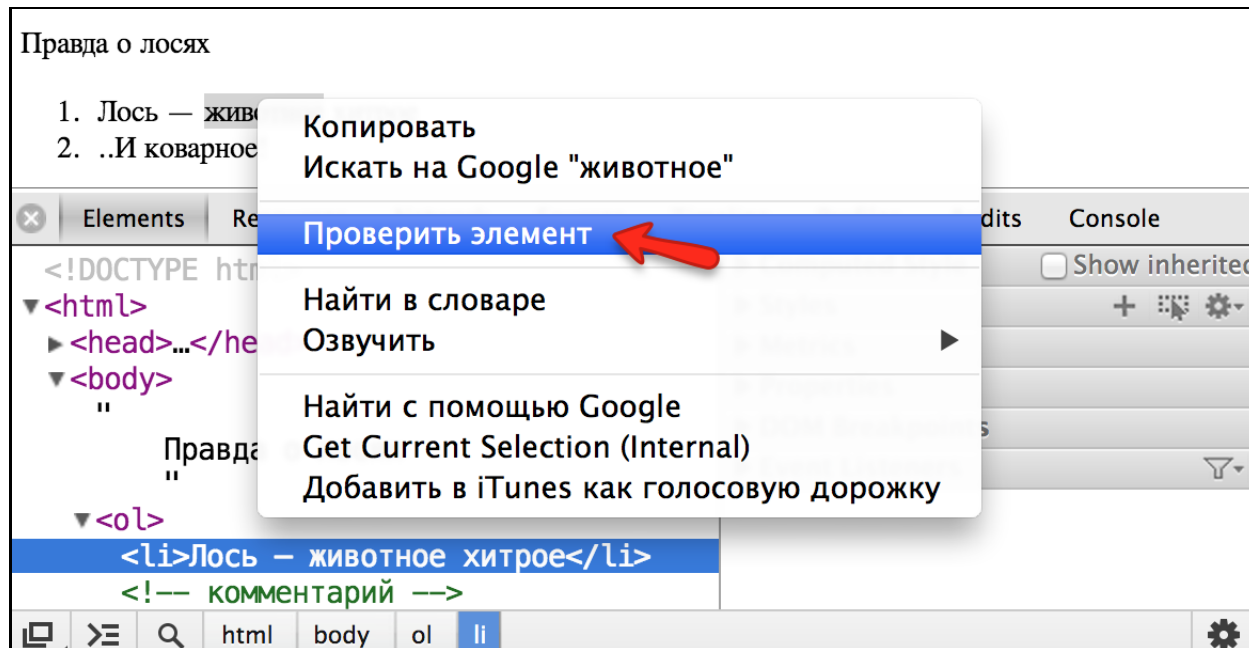 Правда о лосях
1. Лось — живо
2. ..И коварное
Копировать
Искать на Google "животное"
Проверить элемент
Найти в словаре
Озвучить
Найти с помощью Google
Get Current Selection (Internal)
Добавить в iTunes как голосовую дорожку
Elements Re dits Console
<!DOCTYPE htm
Show inherited
▼<html>
▶<head>…</he
▼<body>
"
Правда о
"
▼<ol>
<li>Лось – животное хитрое</li>
<!-- комментарий -->
html body ol li